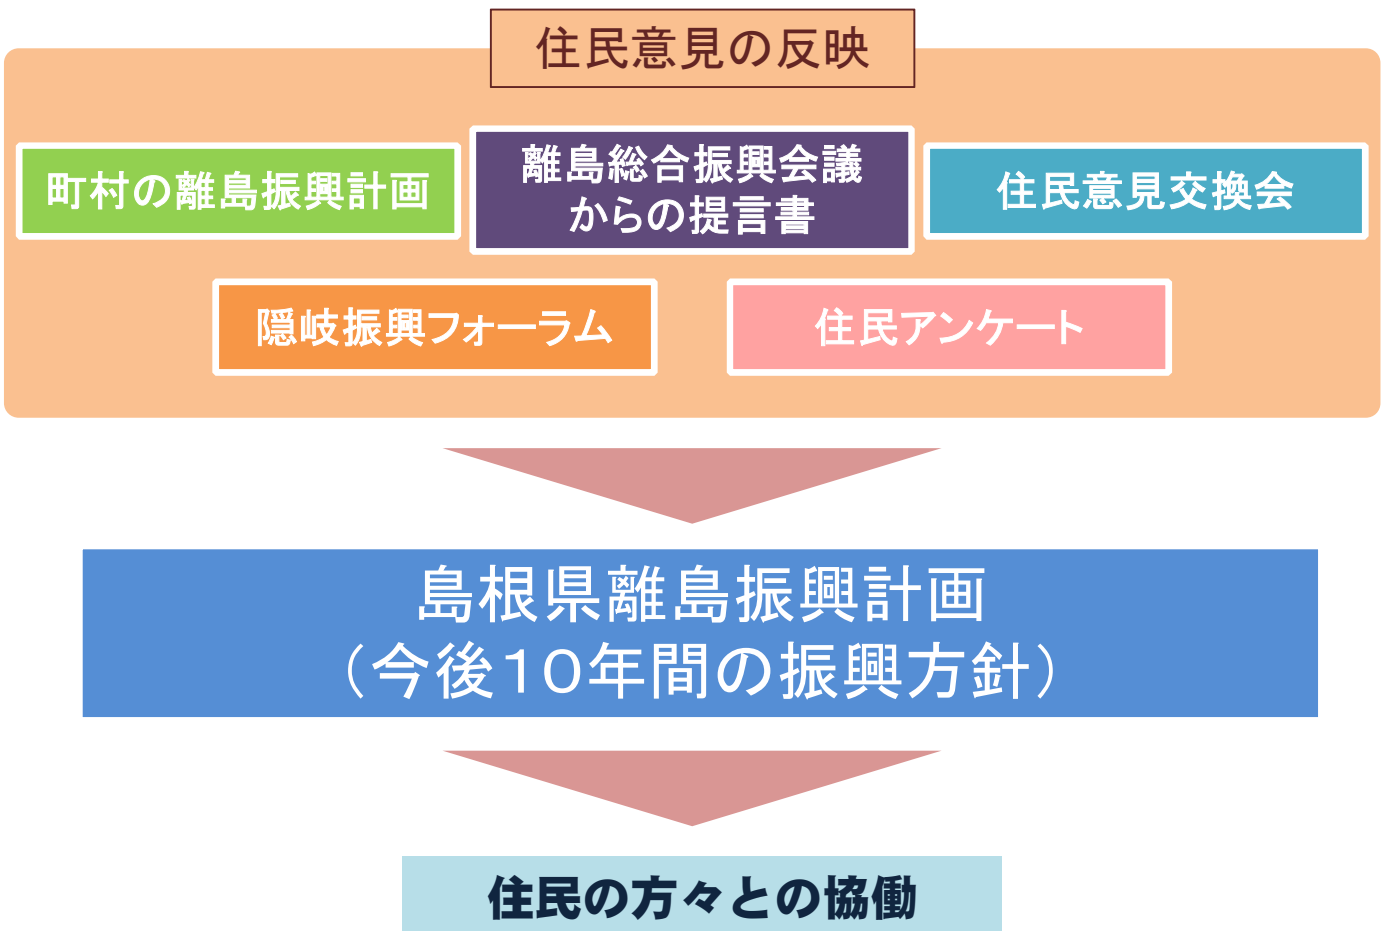 住民意見の反映
町村の離島振興計画
離島総合振興会議
からの提言書
住民意見交換会
隠岐振興フォーラム
住民アンケート
島根県離島振興計画
（今後１０年間の振興方針）
住民の方々との協働